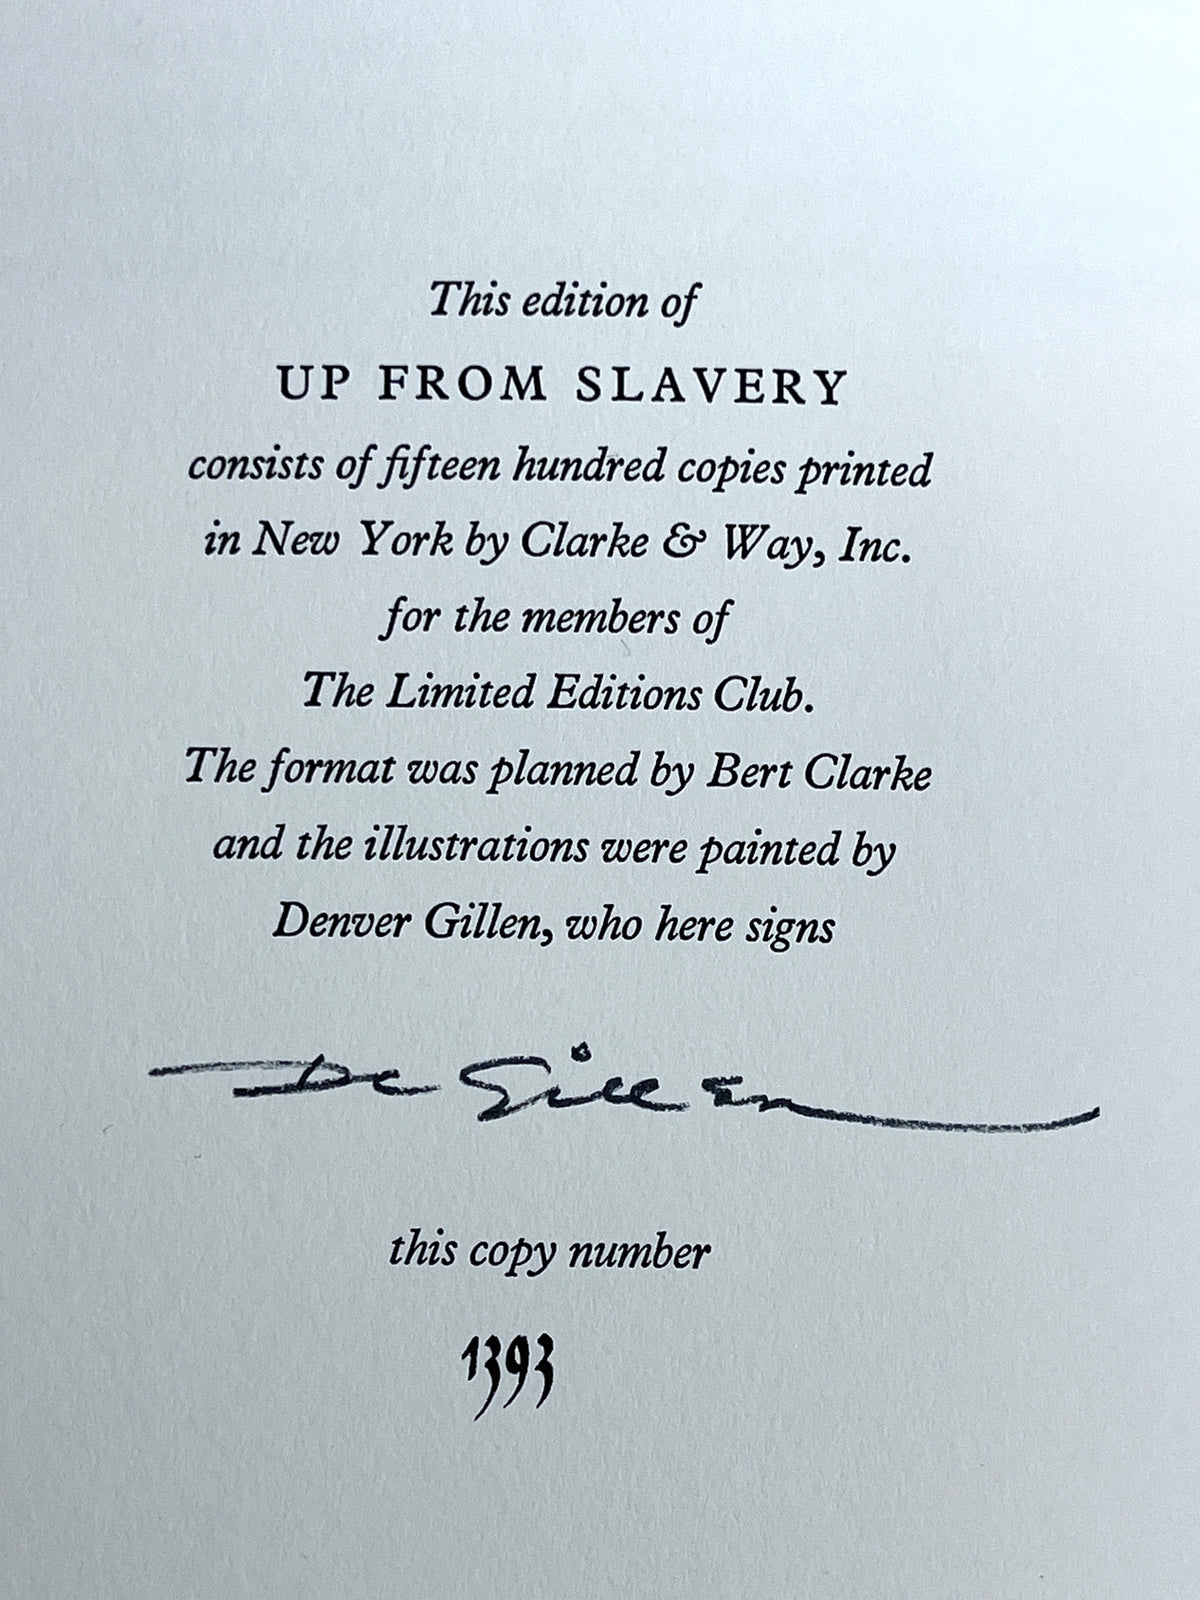 This edition of
UP FROM SLAVERY
consists of fifteen hundred copies printed
in New York by Clarke & Way, Inc.
for the members of
The Limited Editions Club.
The format was planned by Bert Clarke
and the illustrations were painted by
Denver Gillen, who here signs
De Gillen
this copy number
1393